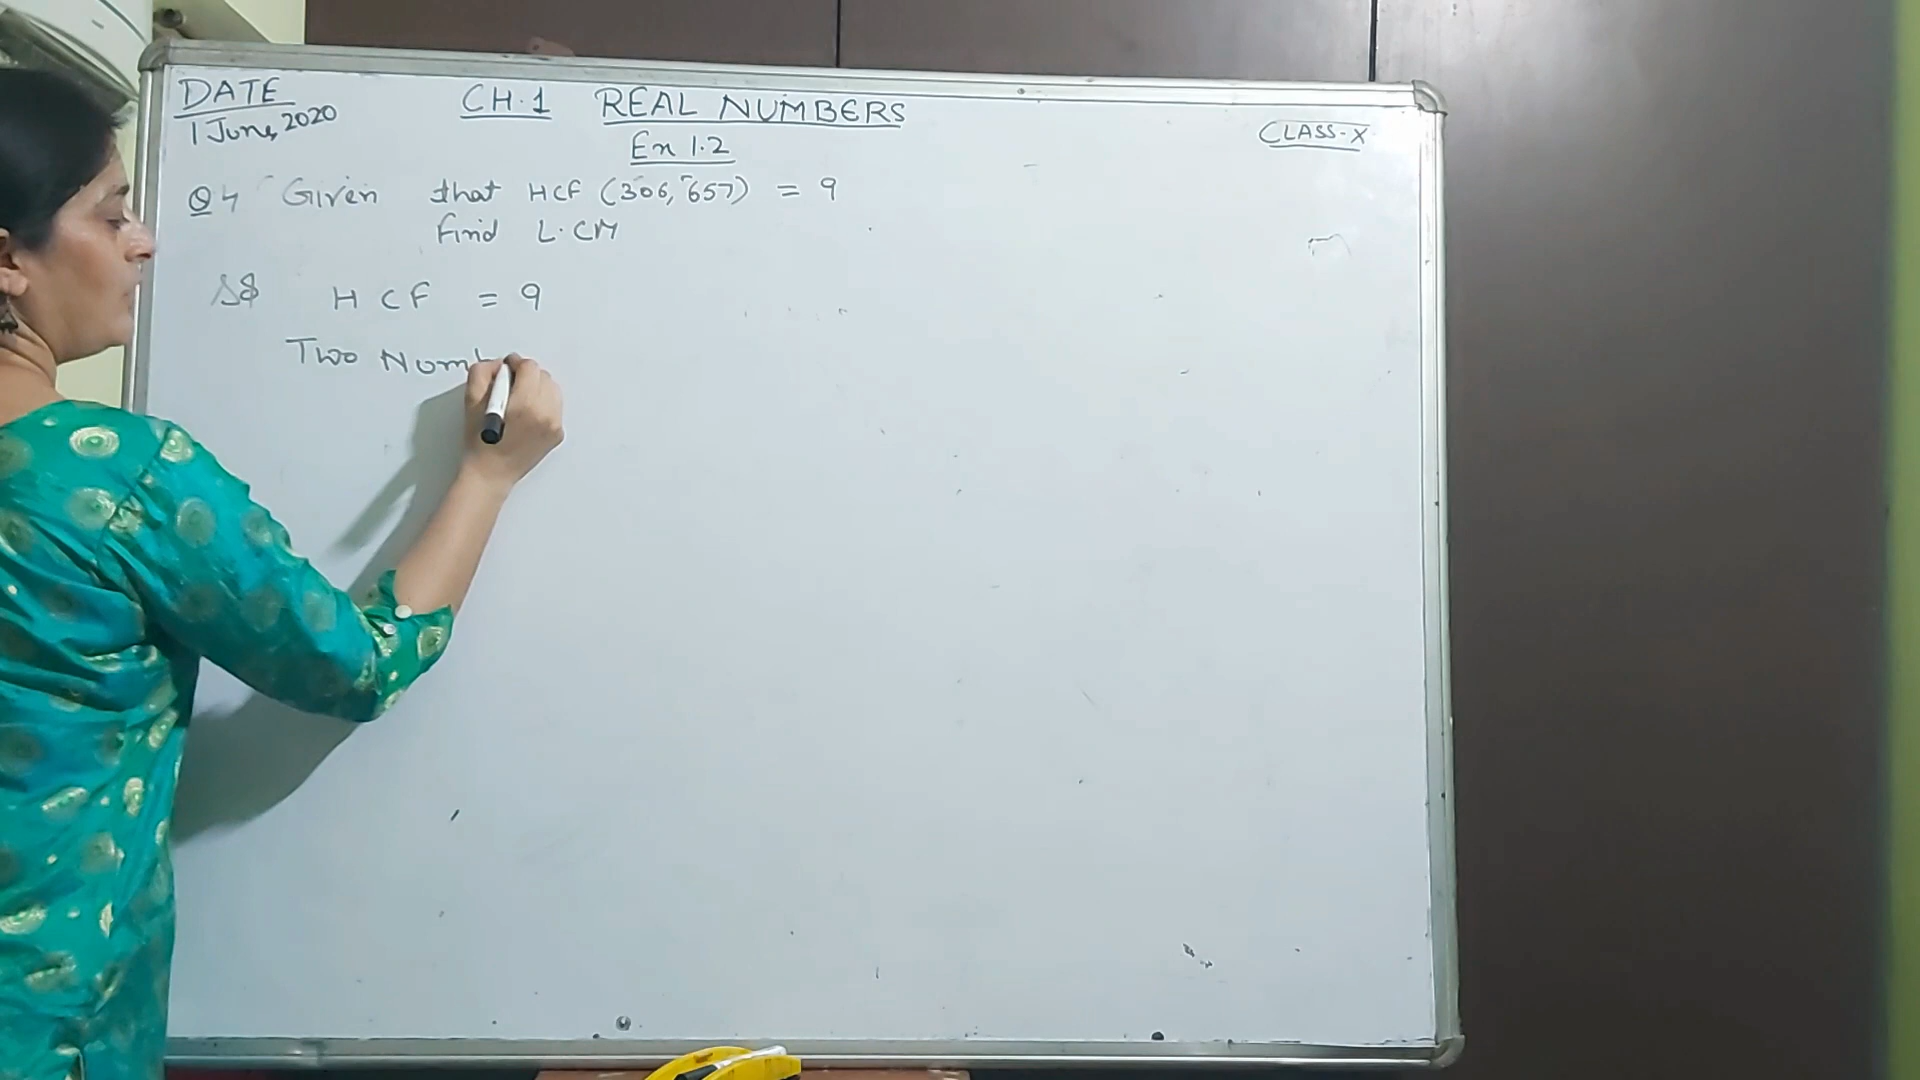 DATE
1 June, 2020
CH.1 REAL NUMBERS
Ex 1.2
CLASS-X
Q4 Given that HCF (306, 657) = 9
find L.CM
HCF = 9
Two Numb